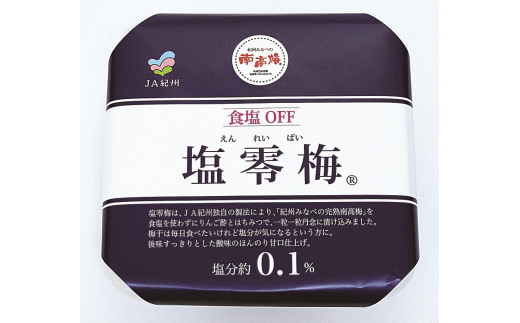 紀州みなべの
南高梅
JA紀州
食塩OFF
えん れい ばい
塩零梅®
塩零梅は、JA紀州独自の製法により、「紀州みなべの完熟南高梅」を
食塩を使わずにりんご酢とはちみつで、一粒一粒丹念に漬け込みました。
梅干は毎日食べたいけれど塩分が気になるという方に。
後味すっきりとした酸味のほんのり甘口仕上げ。
塩分約0.1%